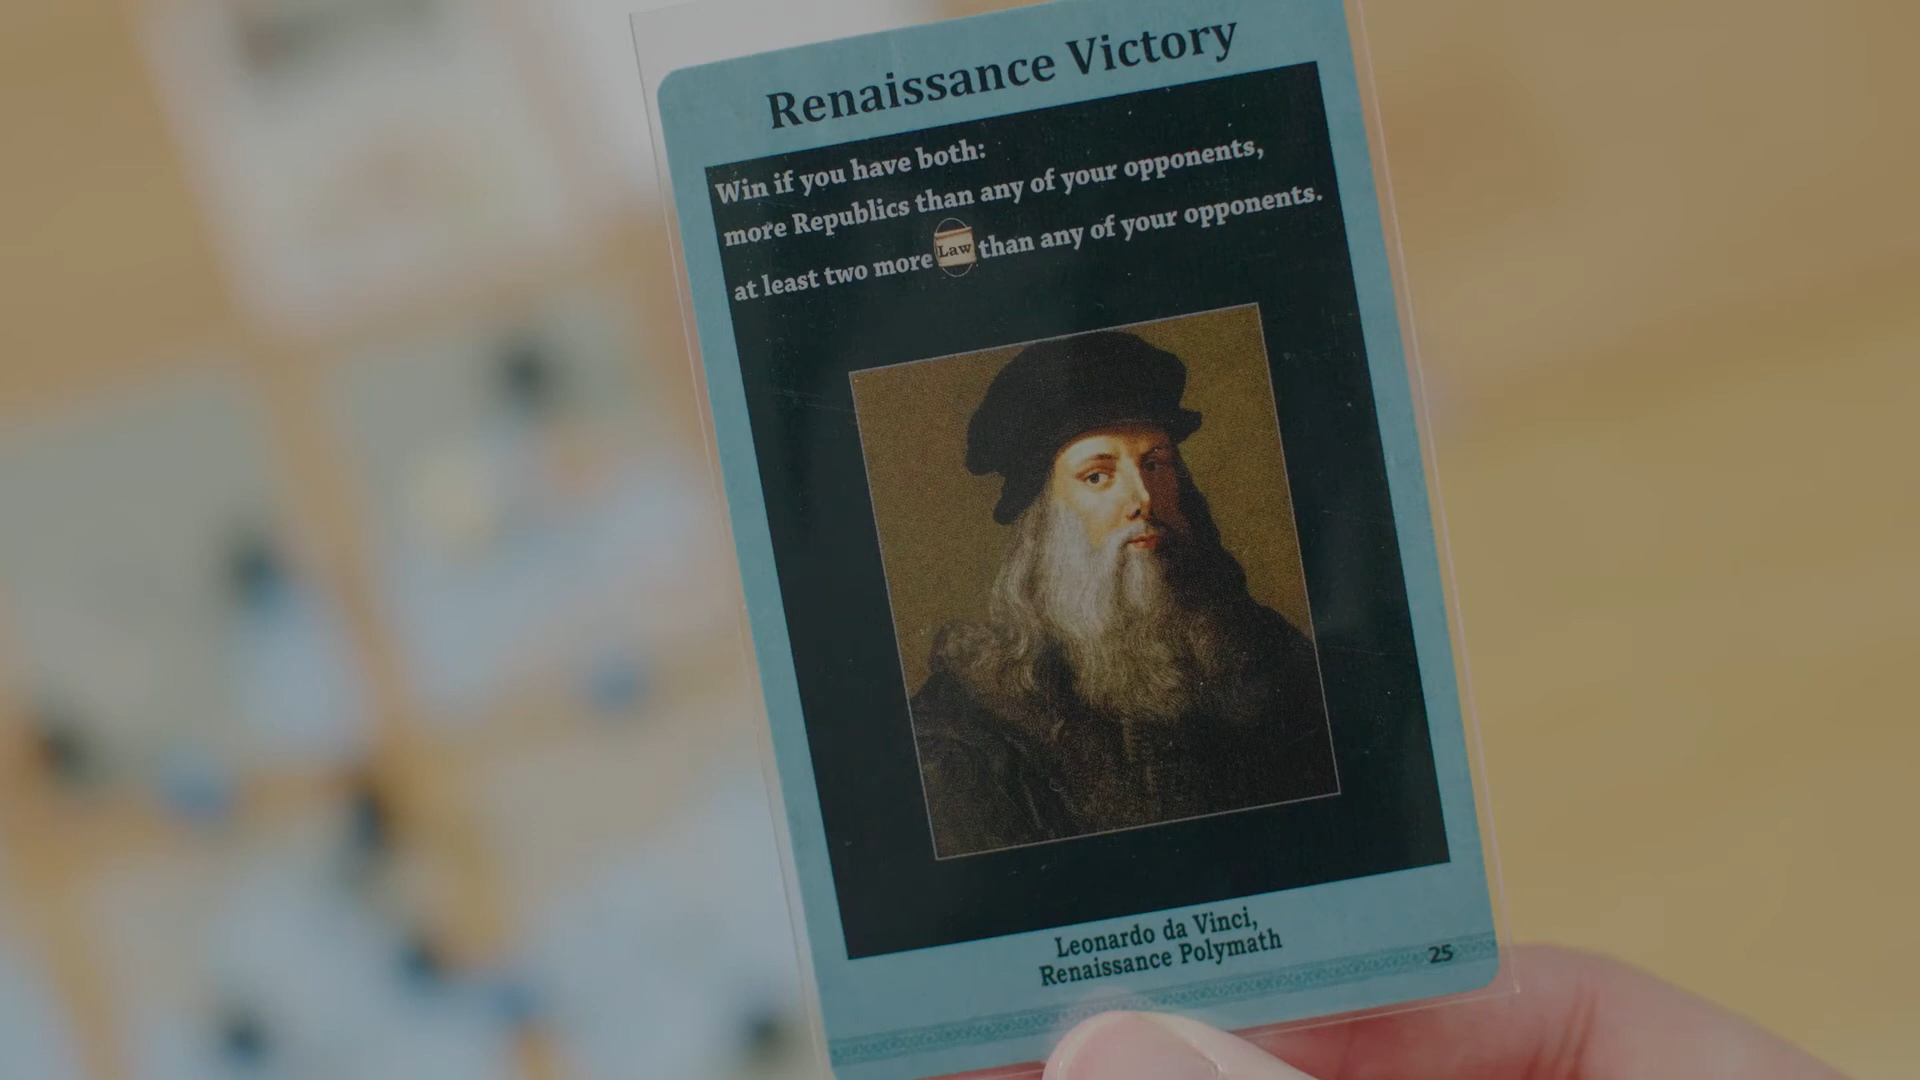 Renaissance Victory
Win if you have both:
more Republics than any of your opponents,
at least two more Law than any of your opponents.
Leonardo da Vinci,
Renaissance Polymath
25